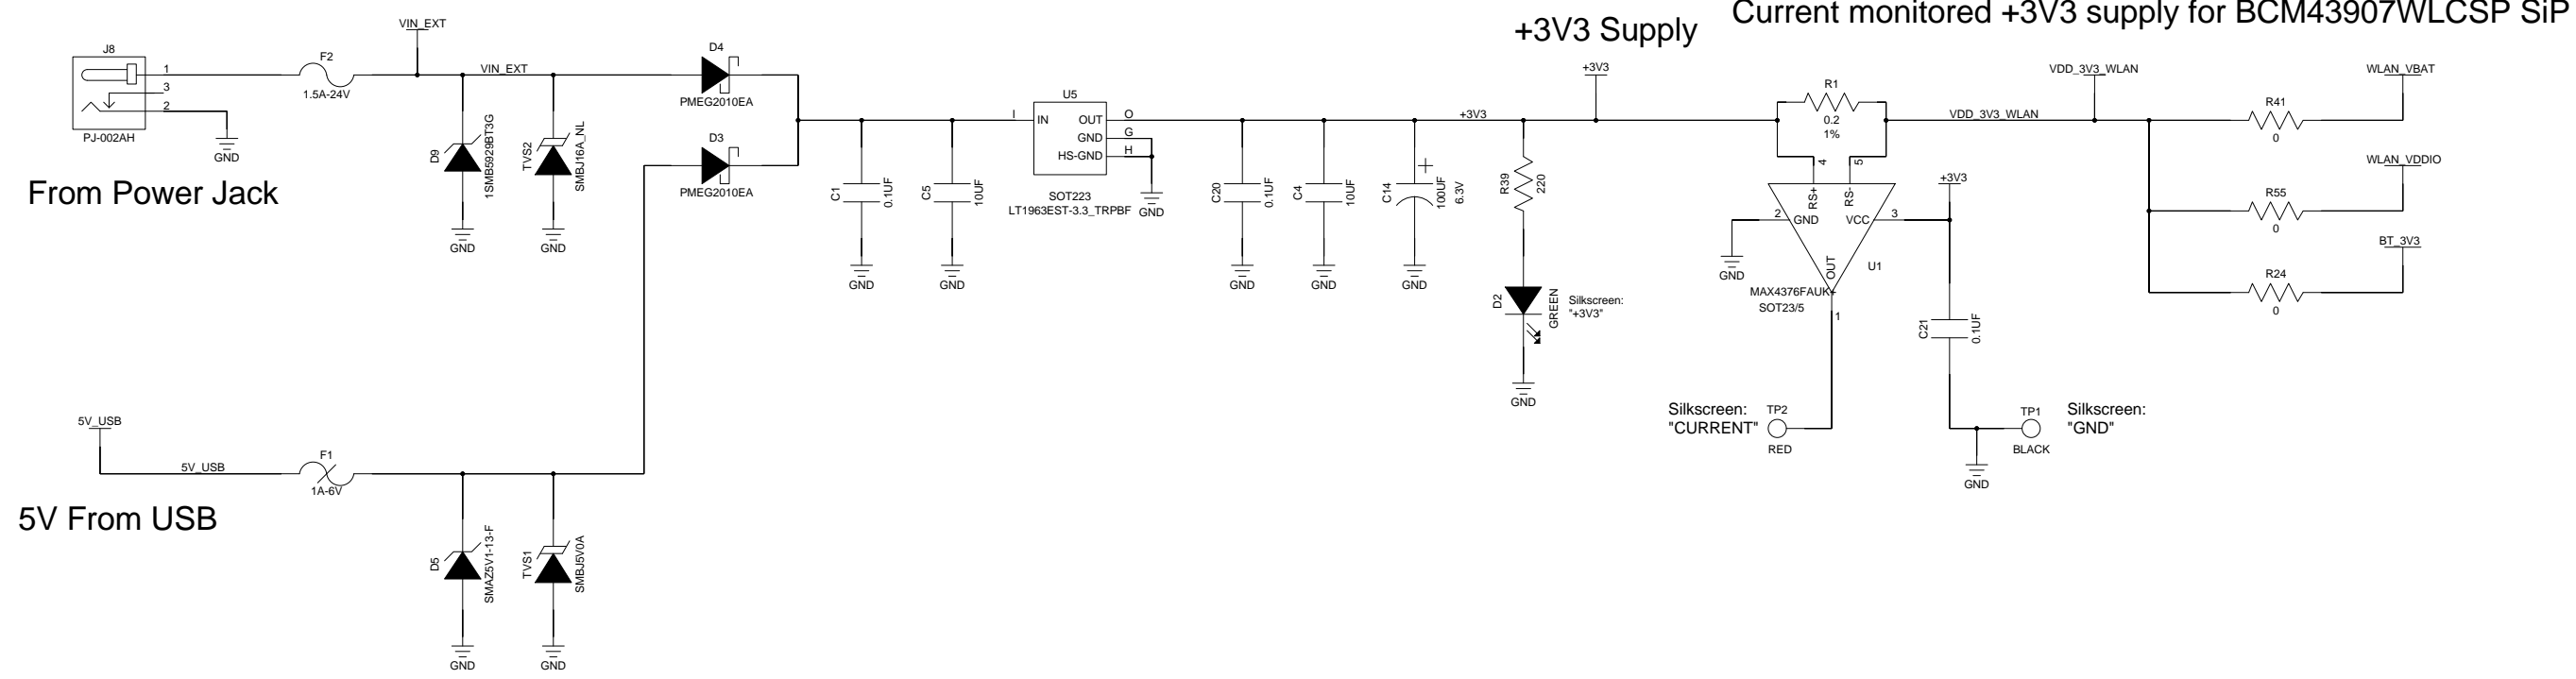 Current monitored +3V3 supply for BCM43907WLCSP SiP
+3V3 Supply
VIN_EXT
J8
F2
VIN_EXT
1
3
2
1.5A-24V
PJ-002AH
GND
From Power Jack
D9
1SMB5929BT3G
GND
TVS2
SMBJ16A_NL
GND
D4
PMEG2010EA
D3
PMEG2010EA
C1
0.1UF
GND
C5
10UF
GND
U5
I
IN
OUT
O
GND
G
HS-GND
H
SOT223
LT1963EST-3.3_TRPBF
GND
C20
0.1UF
GND
C4
10UF
GND
C14
100UF
6.3V
GND
+3V3
R39
220
D2
GREEN
Silkscreen:
"+3V3"
GND
+3V3
R1
0.2
1%
4
5
RS+
RS-
2
GND
VCC
3
OUT
U1
GND
MAX4376FAUK+
SOT23/5
1
+3V3
C21
0.1UF
Silkscreen:
"CURRENT"
TP2
RED
TP1
BLACK
Silkscreen:
"GND"
GND
VDD_3V3_WLAN
VDD_3V3_WLAN
WLAN_VBAT
R41
0
WLAN_VDDIO
R55
0
BT_3V3
R24
0
5V_USB
5V_USB
F1
1A-6V
5V From USB
D5
SMAZ5V1-13-F
GND
TVS1
SMBJ5V0A
GND